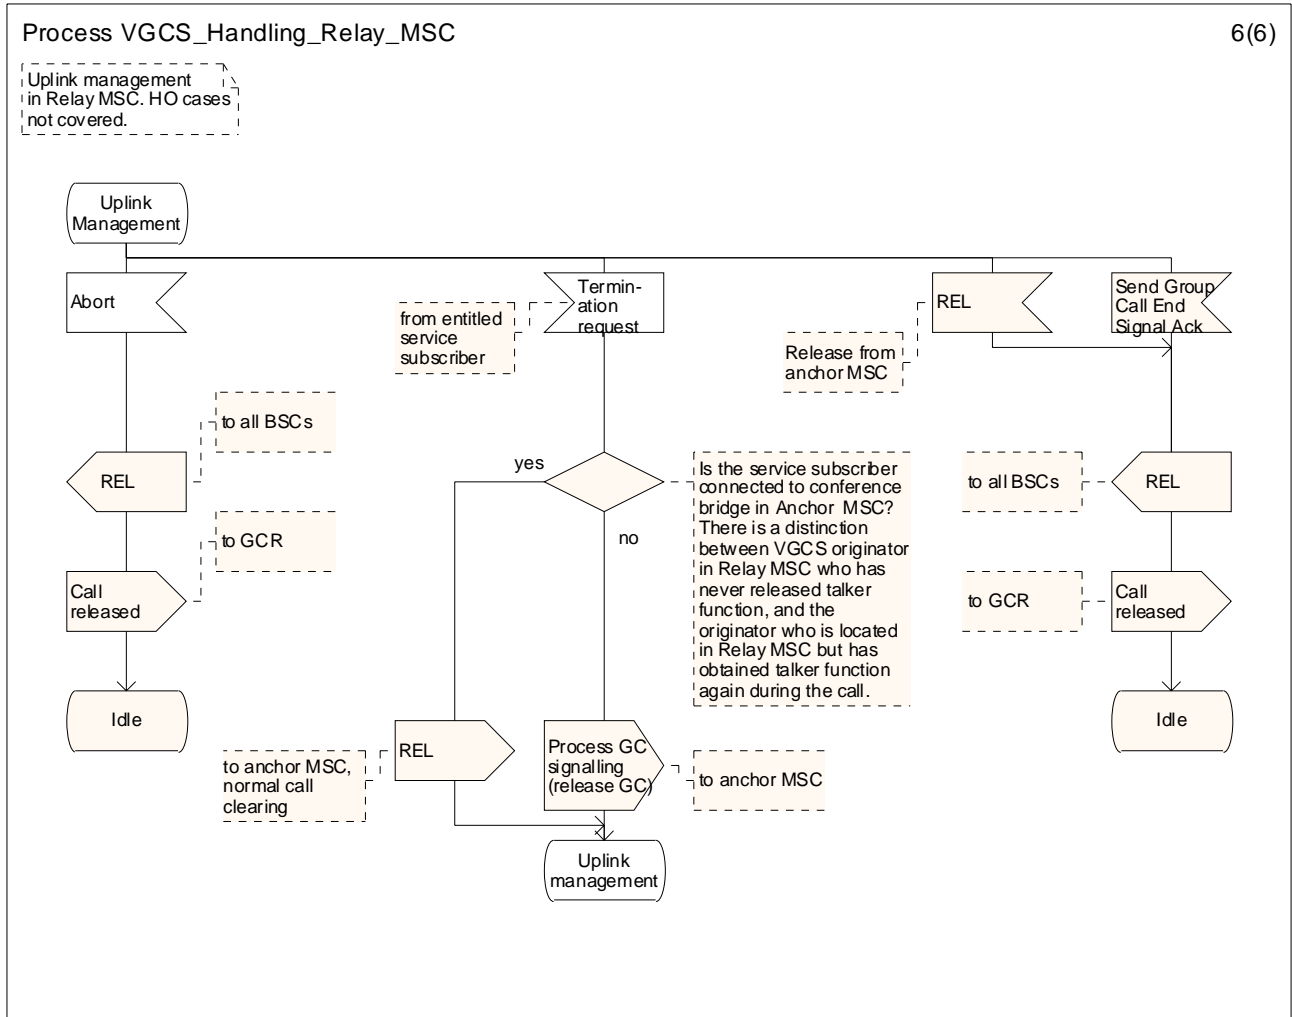 Process VGCS_Handling_Relay_MSC
6(6)
Uplink management
in Relay MSC. HO cases
not covered.
Uplink
Management
Abort
Termin-
ation
request
from entitled
service
subscriber
REL
Release from
anchor MSC
Send Group
Call End
Signal Ack
to all BSCs
REL
to GCR
Call
released
Idle
yes
no
Is the service subscriber
connected to conference
bridge in Anchor MSC?
There is a distinction
between VGCS originator
in Relay MSC who has
never released talker
function, and the
originator who is located
in Relay MSC but has
obtained talker function
again during the call.
REL
to anchor MSC,
normal call
clearing
Process GC
signalling
(release GC)
to anchor MSC
Uplink
management
to all BSCs
REL
to GCR
Call
released
Idle